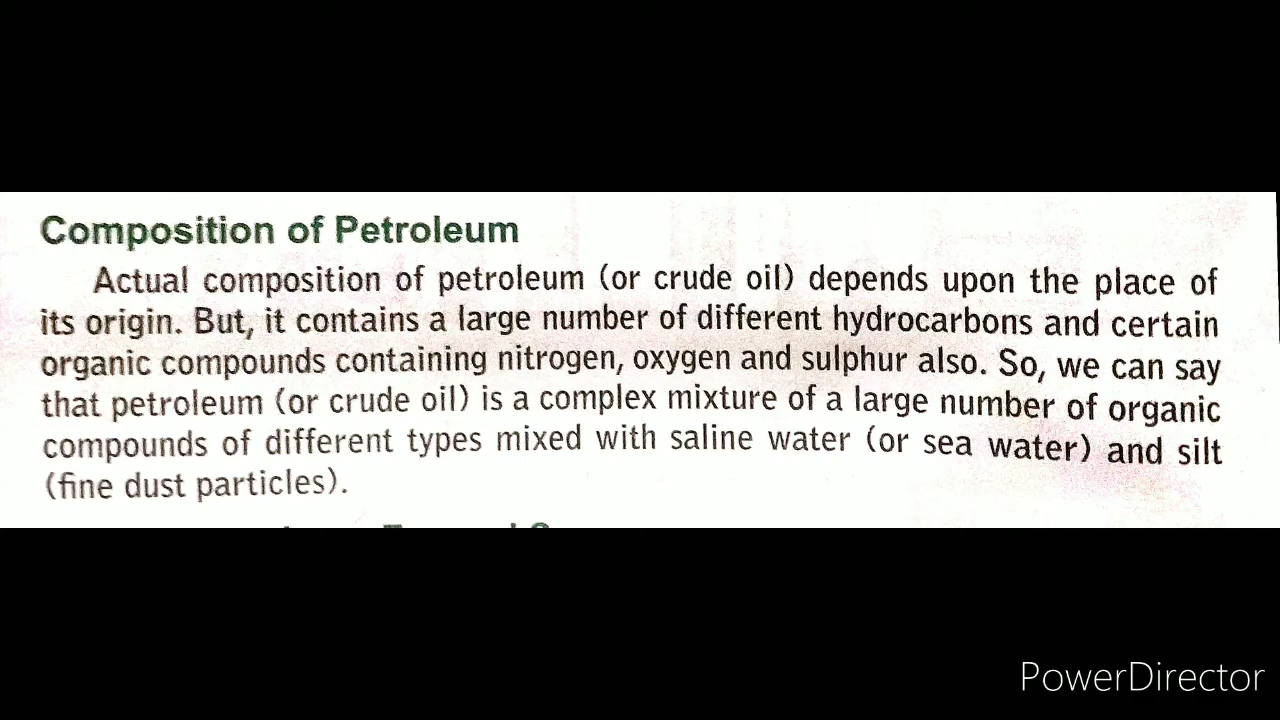 Composition of Petroleum
Actual composition of petroleum (or crude oil) depends upon the place of
its origin. But, it contains a large number of different hydrocarbons and certain
organic compounds containing nitrogen, oxygen and sulphur also. So, we can say
that petroleum (or crude oil) is a complex mixture of a large number of organic
compounds of different types mixed with saline water (or sea water) and silt
(fine dust particles).
PowerDirector